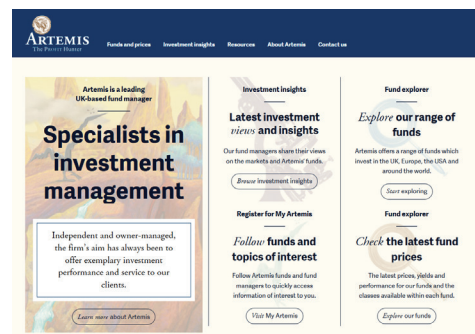 ARTEMIS
The PROFIT Hunter
Funds and prices Investment insights Resources About Artemis Contact us
Artemis is a leading
UK-based fund manager
Specialists in
investment
management
Independent and owner-managed,
the firm's aim has always been to
offer exemplary investment
performance and service to our
clients.
Learn more about Artemis
Investment insights
Latest investment
views and insights
Our fund managers share their views
on the markets and Artemis' funds.
Browse investment insights
Fund explorer
Explore our range of
funds
Artemis offers a range of funds which
invest in the UK, Europe, the USA and
around the world.
Start exploring
Register for My Artemis
Follow funds and
topics of interest
Follow Artemis funds and fund
managers to quickly access
information of interest to you.
Visit My Artemis
Fund explorer
Check the latest fund
prices
The latest prices, yields and
performance for our funds and the
classes available within each fund.
Explore our funds